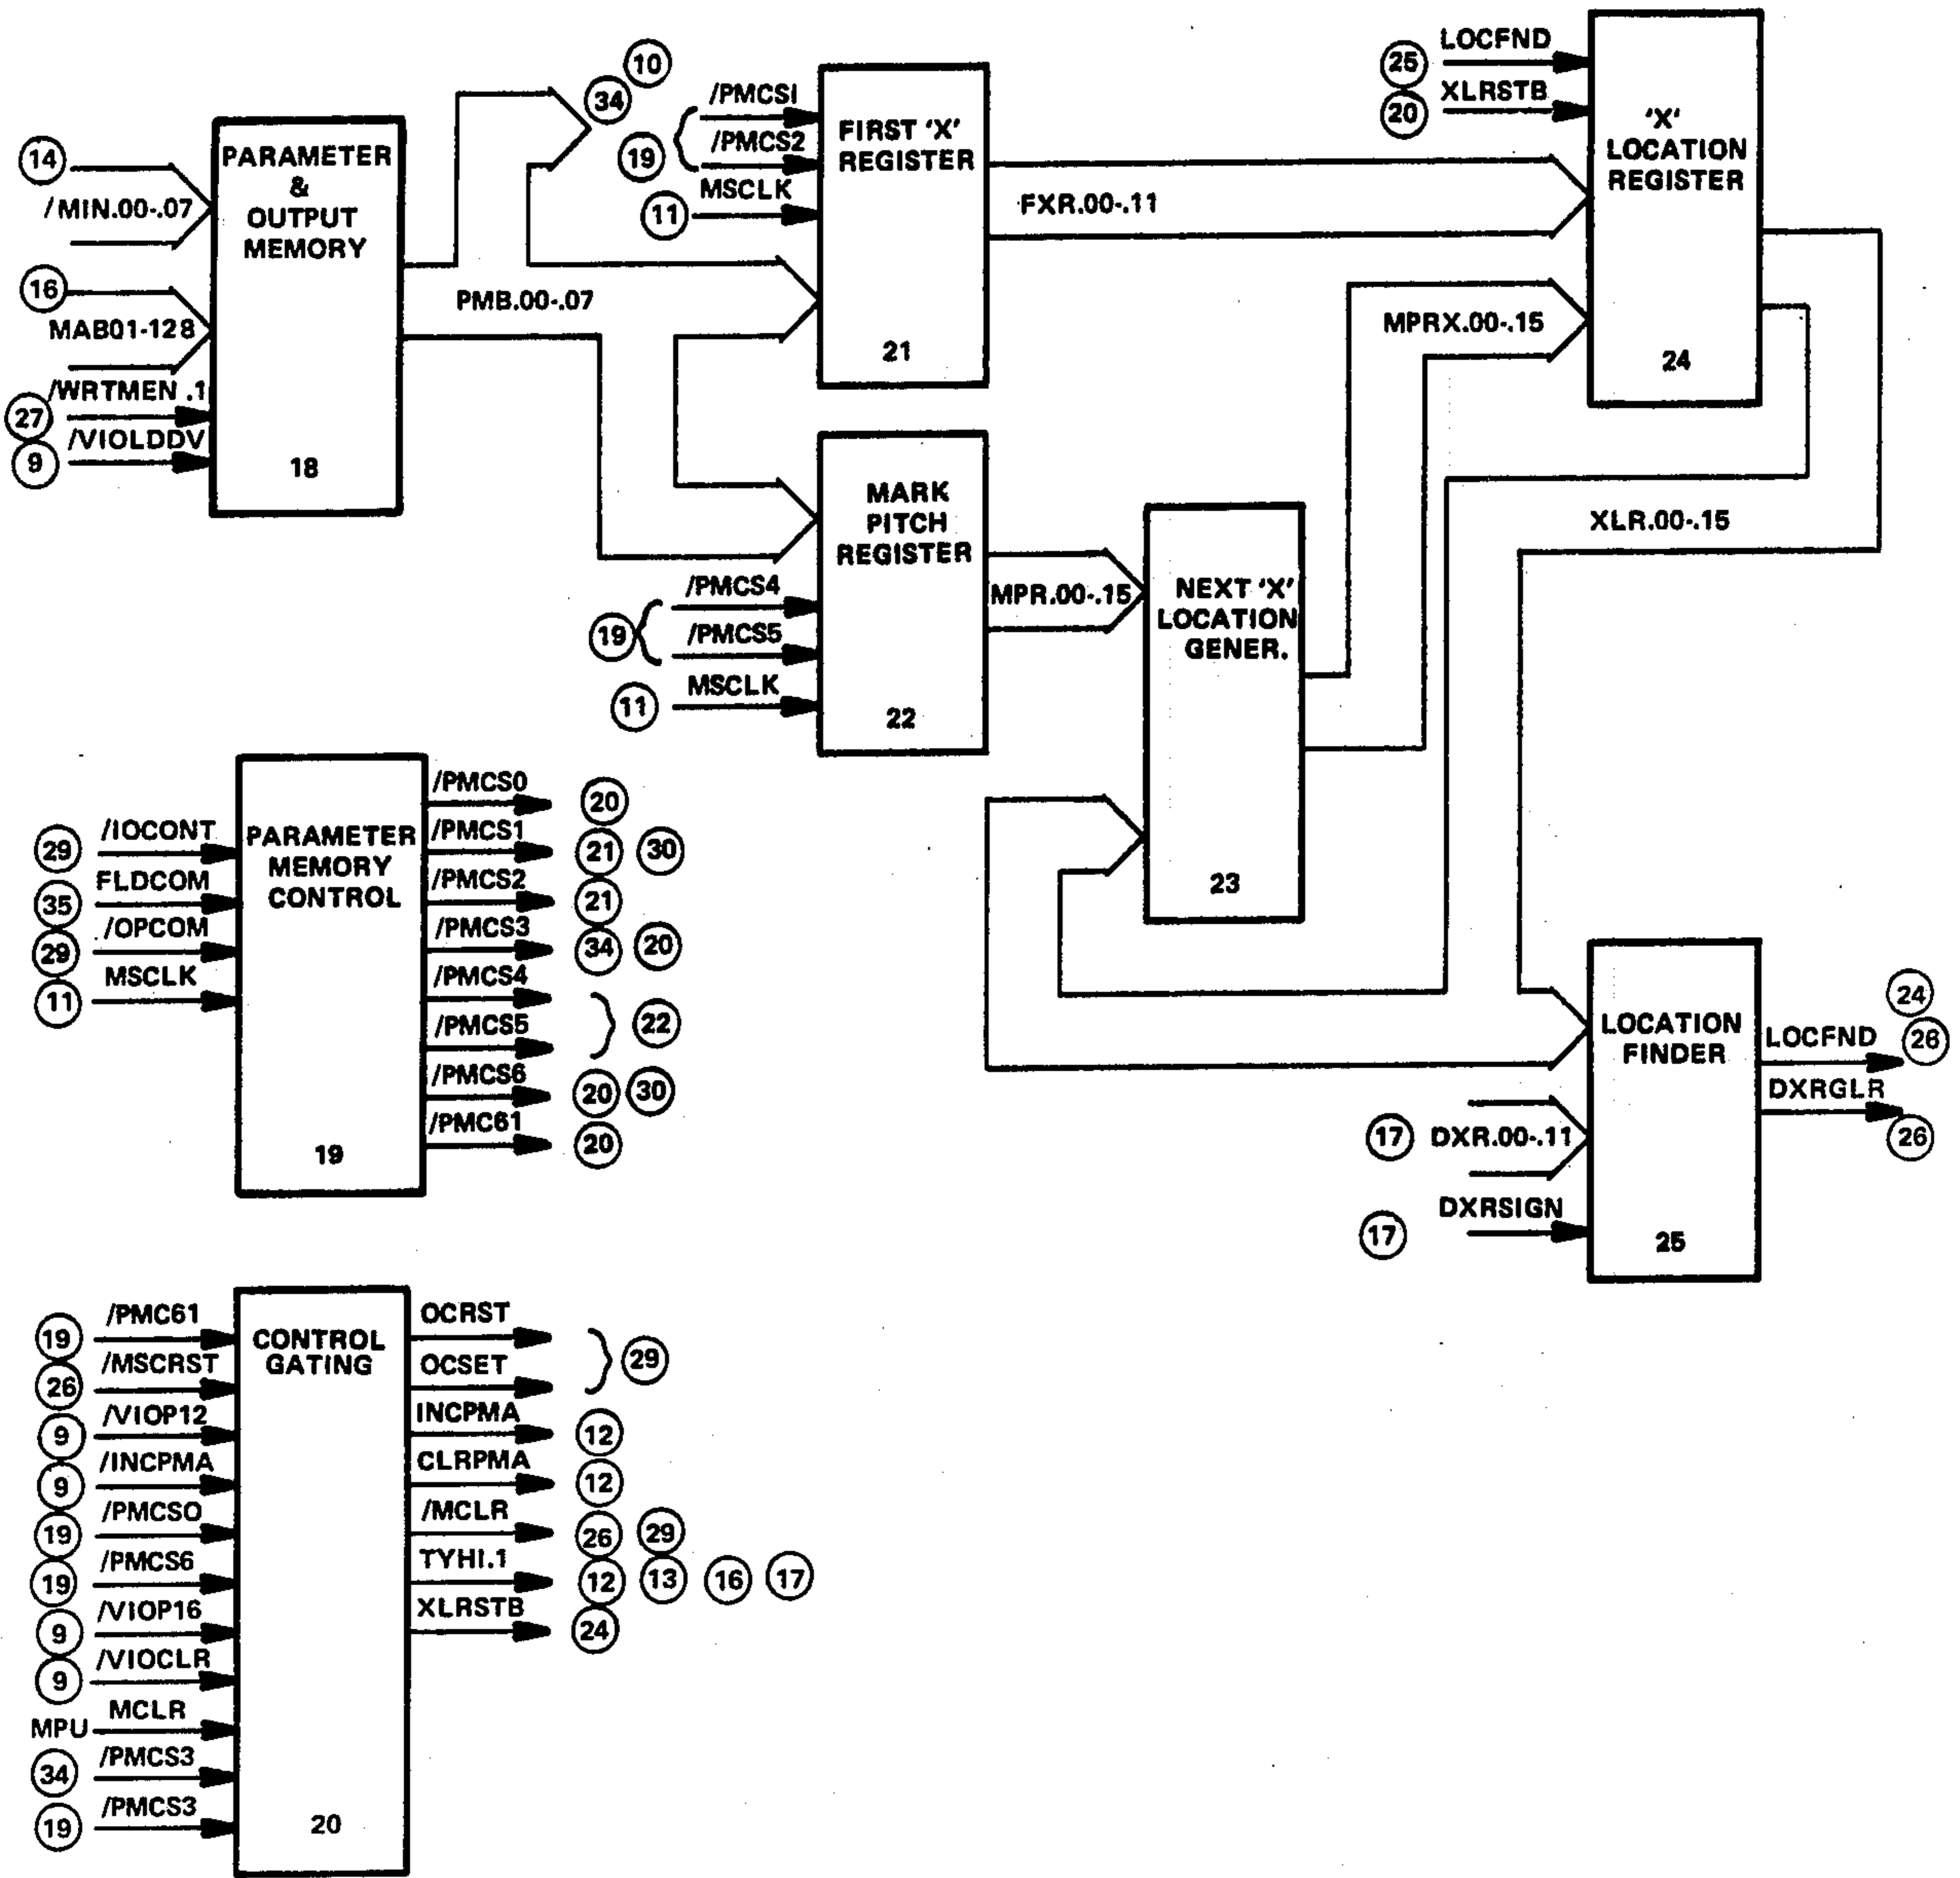 14
/MIN.00-.07
16
MAB01-128
/WRTMEN .1
27
/VIOLDDV
9
PARAMETER
&
OUTPUT
MEMORY
18
10
34
PMB.00-.07
/PMCSI
/PMCS2
19
MSCLK
11
FIRST 'X'
REGISTER
21
FXR.00-.11
LOCFND
25
XLRSTB
20
'X'
LOCATION
REGISTER
24
MPRX.00-.15
XLR.00-.15
MARK
PITCH
REGISTER
22
/PMCS4
19
/PMCS5
MSCLK
11
MPR.00-.15
NEXT 'X'
LOCATION
GENER.
23
/IOCONT
29
FLDCOM
35
/OPCOM
29
MSCLK
11
PARAMETER
MEMORY
CONTROL
19
/PMCS0
20
/PMCS1
21 30
/PMCS2
21
/PMCS3
34 20
/PMCS4
/PMCS5
22
/PMCS6
20 30
/PMC61
20
LOCATION
FINDER
25
LOCFND
24
26
DXRGLR
26
17 DXR.00-.11
DXRSIGN
17
/PMC61
19
/MSCRST
26
/VIOP12
9
/INCPMA
9
/PMCSO
19
/PMCS6
19
/VIOP16
9
/VIOCLR
9
MCLR
MPU
/PMCS3
34
/PMCS3
19
CONTROL
GATING
20
OCRST
OCSET
29
INCPMA
12
CLRPMA
12
/MCLR
26 29
TYHI.1
12 13 16 17
XLRSTB
24